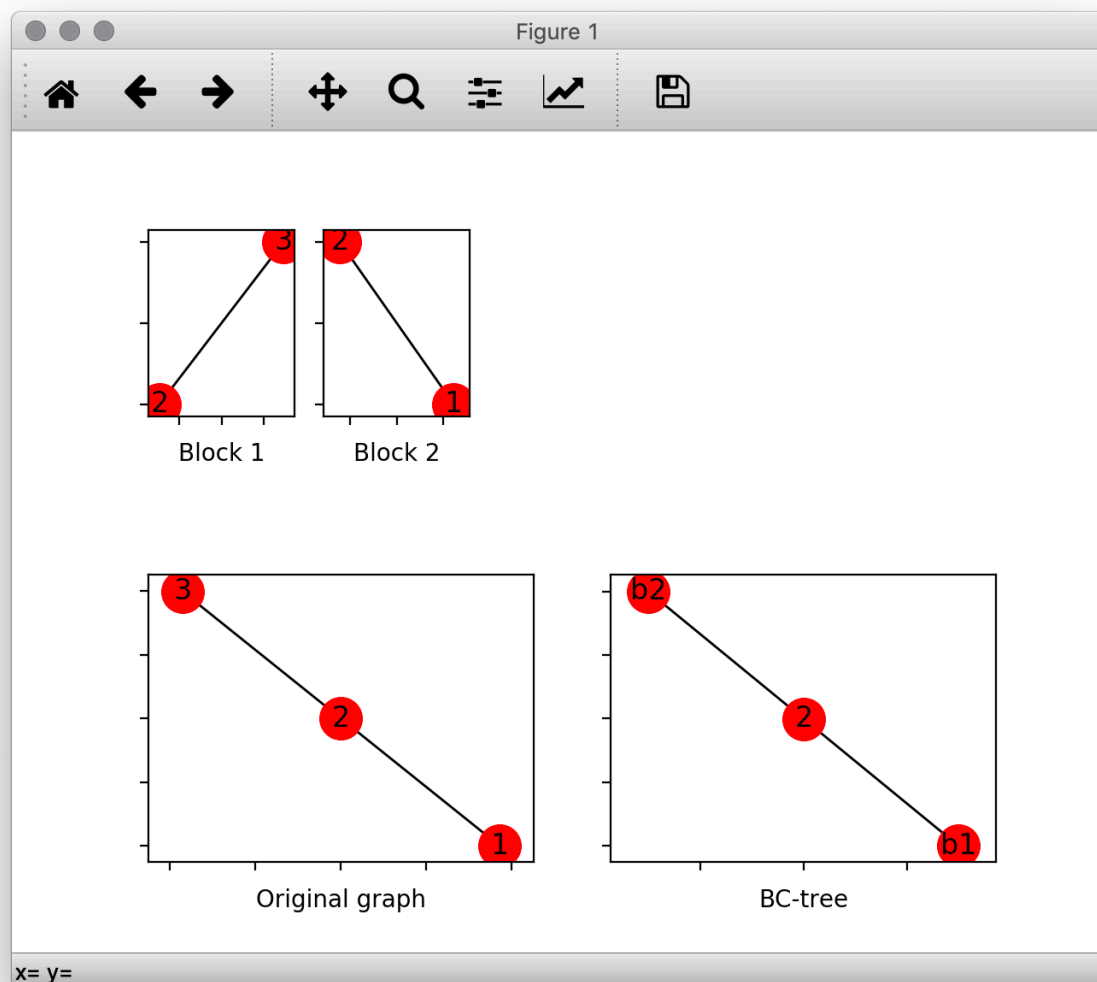 Figure 1
3
2
Block 1
2
1
Block 2
3
2
1
Original graph
b2
2
b1
BC-tree
x= y=